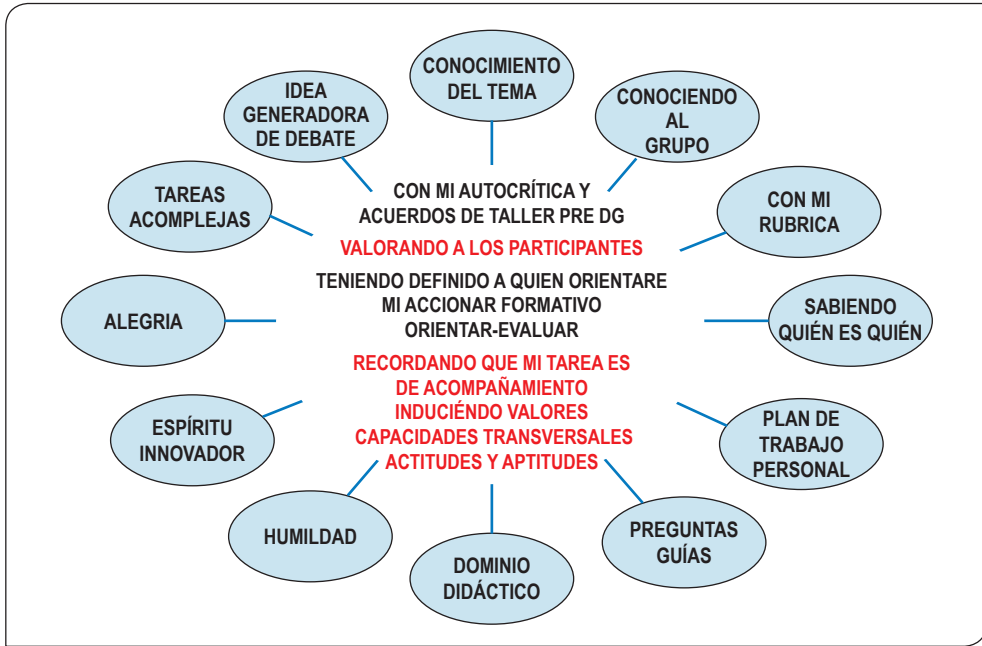 CONOCIMIENTO
DEL TEMA
CONOCIENDO
AL
GRUPO
CON MI
RUBRICA
SABIENDO
QUIÉN ES QUIÉN
PLAN DE
TRABAJO
PERSONAL
PREGUNTAS
GUÍAS
DOMINIO
DIDÁCTICO
HUMILDAD
ESPÍRITU
INNOVADOR
ALEGRIA
TAREAS
ACOMPLEJAS
IDEA
GENERADORA
DE DEBATE
CON MI AUTOCRÍTICA Y
ACUERDOS DE TALLER PRE DG
VALORANDO A LOS PARTICIPANTES
TENIENDO DEFINIDO A QUIEN ORIENTARE
MI ACCIONAR FORMATIVO
ORIENTAR-EVALUAR
RECORDANDO QUE MI TAREA ES
DE ACOMPAÑAMIENTO
INDUCIÉNDO VALORES
CAPACIDADES TRANSVERSALES
ACTITUDES Y APTITUDES